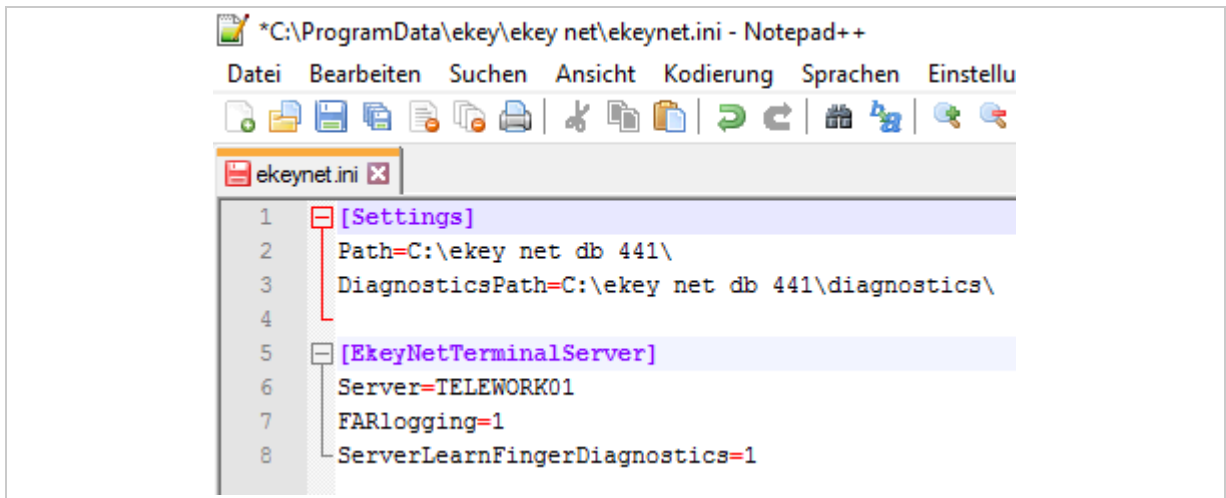 *C:\ProgramData\ekey\ekey net\ekeynet.ini - Notepad++
Datei Bearbeiten Suchen Ansicht Kodierung Sprachen Einstellu
ekeynet.ini
1 [Settings]
2 Path=C:\ekey net db 441\
3 DiagnosticsPath=C:\ekey net db 441\diagnostics\
4
5 [EkeyNetTerminalServer]
6 Server=TELEWORK01
7 FARlogging=1
8 ServerLearnFingerDiagnostics=1